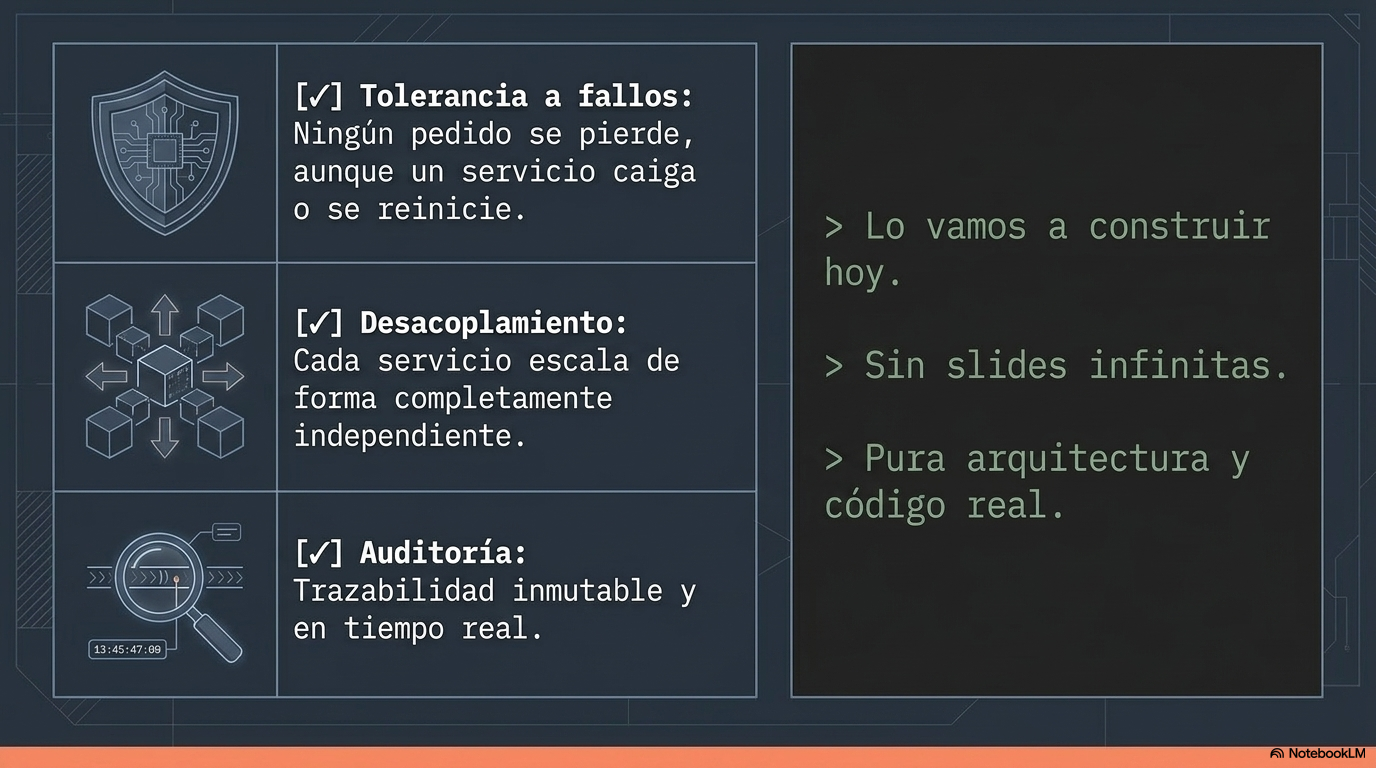 [✓] Tolerancia a fallos:
Ningún pedido se pierde,
aunque un servicio caiga
o se reinicie.
[✓] Desacoplamiento:
Cada servicio escala de
forma completamente
independiente.
[✓] Auditoría:
Trazabilidad inmutable y
en tiempo real.
13:45:47:09
> Lo vamos a construir
hoy.
> Sin slides infinitas.
> Pura arquitectura y
código real.
NotebookLM